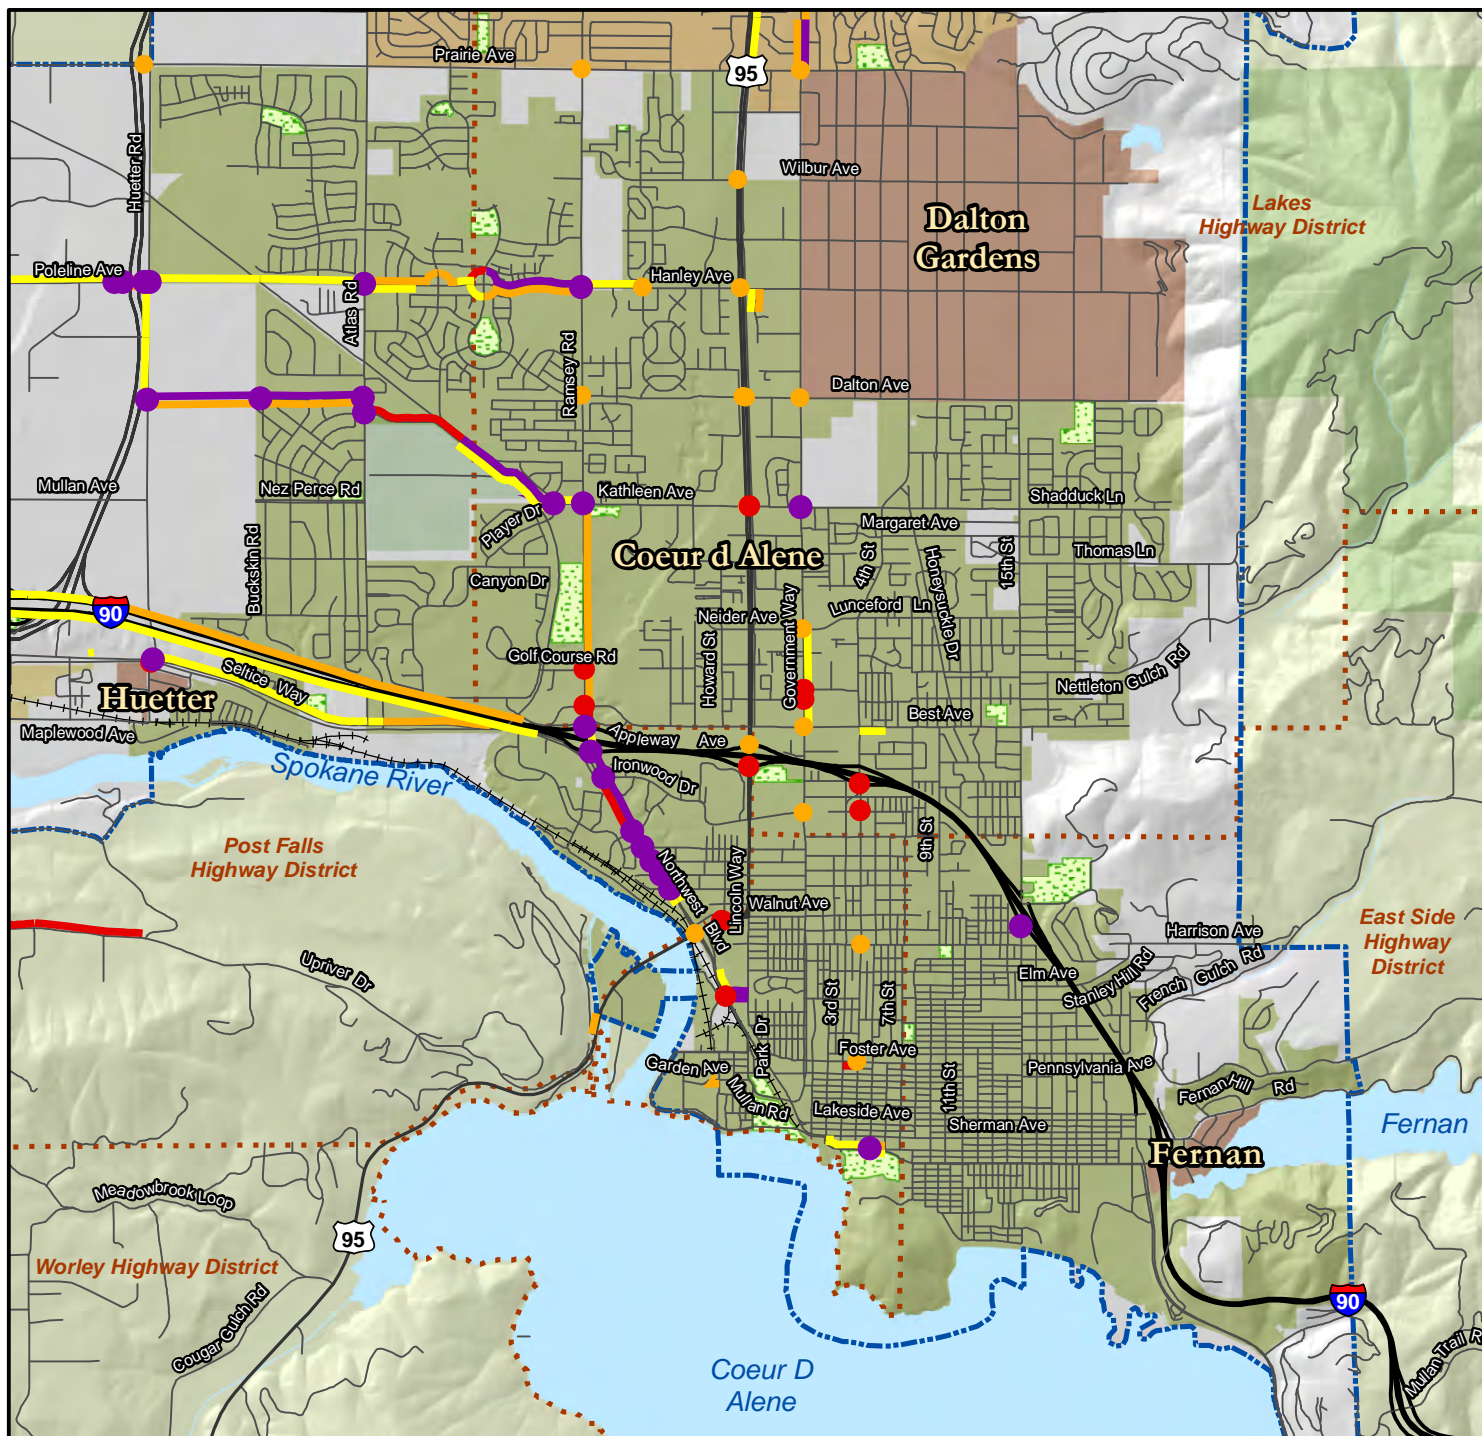 Prairie Ave
95
Huetter Rd
Wilbur Ave
Dalton
Gardens
Lakes
Highway District
Poleline Ave
Hanley Ave
Atlas Rd
Ramsey Rd
Dalton Ave
Mullan Ave
Nez Perce Rd
Kathleen Ave
Shadduck Ln
Player Dr
Margaret Ave
Buckskin Rd
Coeur d Alene
4th St
Honeysuckle Dr
15th St
Thomas Ln
Canyon Dr
90
Neider Ave
Lunceford Ln
Howard St
Government Way
Golf Course Rd
Seltice Way
Nettleton Gulch Rd
Huetter
Best Ave
Maplewood Ave
Appleway Ave
Spokane River
Ironwood Dr
Post Falls
Highway District
9th St
Northwest Blvd
Lincoln Way
Walnut Ave
East Side
Highway
District
Harrison Ave
Upriver Dr
Elm Ave
Stanley Hill Rd
French Gulch Rd
3rd St
7th St
Park Dr
Foster Ave
Garden Ave
Pennsylvania Ave
11th St
Fernan Hill Rd
Mullan Rd
Lakeside Ave
Sherman Ave
Fernan
Fernan
Meadowbrook Loop
95
Worley Highway District
Cougar Gulch Rd
90
Mullan Trail R
Coeur D
Alene